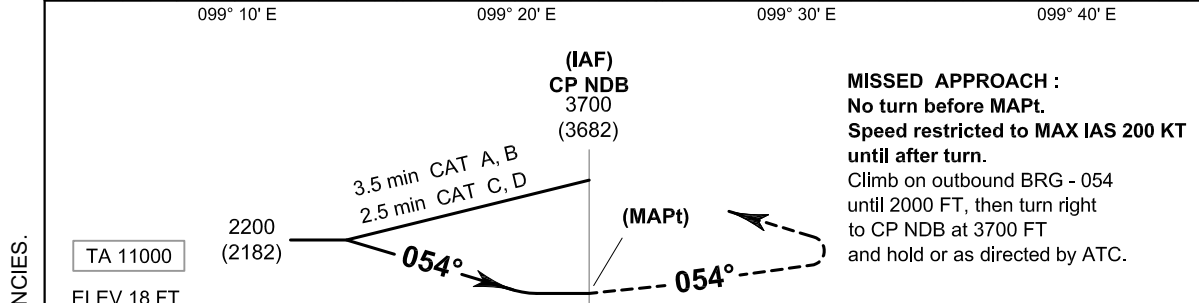 099° 10' E
099° 20' E
099° 30' E
099° 40' E
(IAF)
CP NDB
3700
(3682)
MISSED APPROACH :
No turn before MAPt.
Speed restricted to MAX IAS 200 KT
until after turn.
Climb on outbound BRG - 054
until 2000 FT, then turn right
to CP NDB at 3700 FT
and hold or as directed by ATC.
3.5 min CAT A, B
2.5 min CAT C, D
2200
(2182)
(MAPt)
054°
054°
TA 11000
ELEV 18 FT
NCIES.